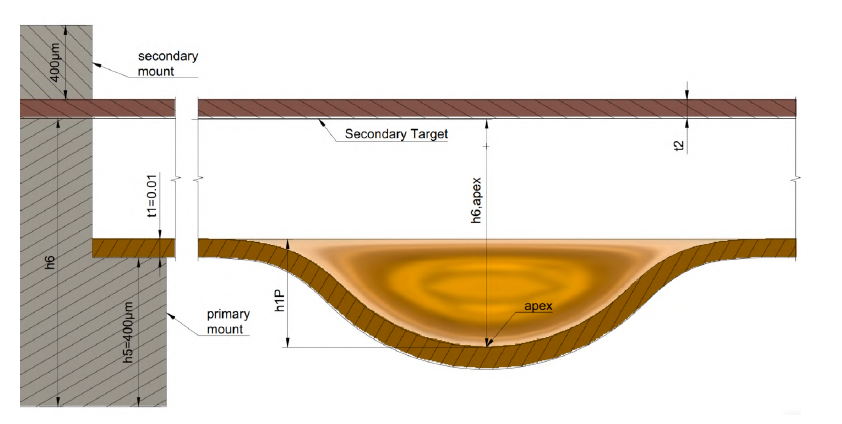 secondary
mount
400µm
Secondary Target
t2
t1=0.01
h6,apex
h6
h1P
apex
primary
mount
h5=400µm